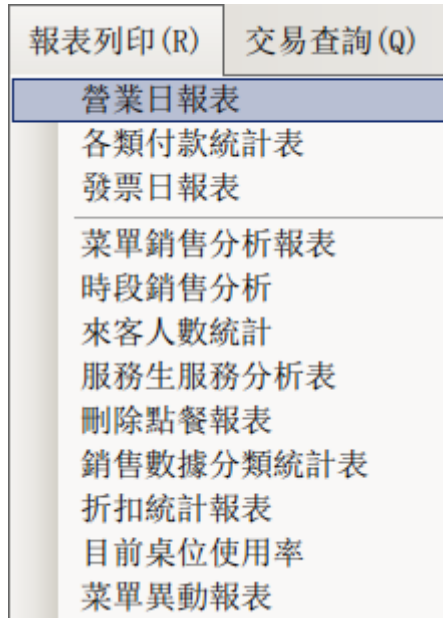 報表列印(R) 交易查詢(Q)
營業日報表
各類付款統計表
發票日報表
菜單銷售分析報表
時段銷售分析
來客人數統計
服務生服務分析表
刪除點餐報表
銷售數據分類統計表
折扣統計報表
目前桌位使用率
菜單異動報表